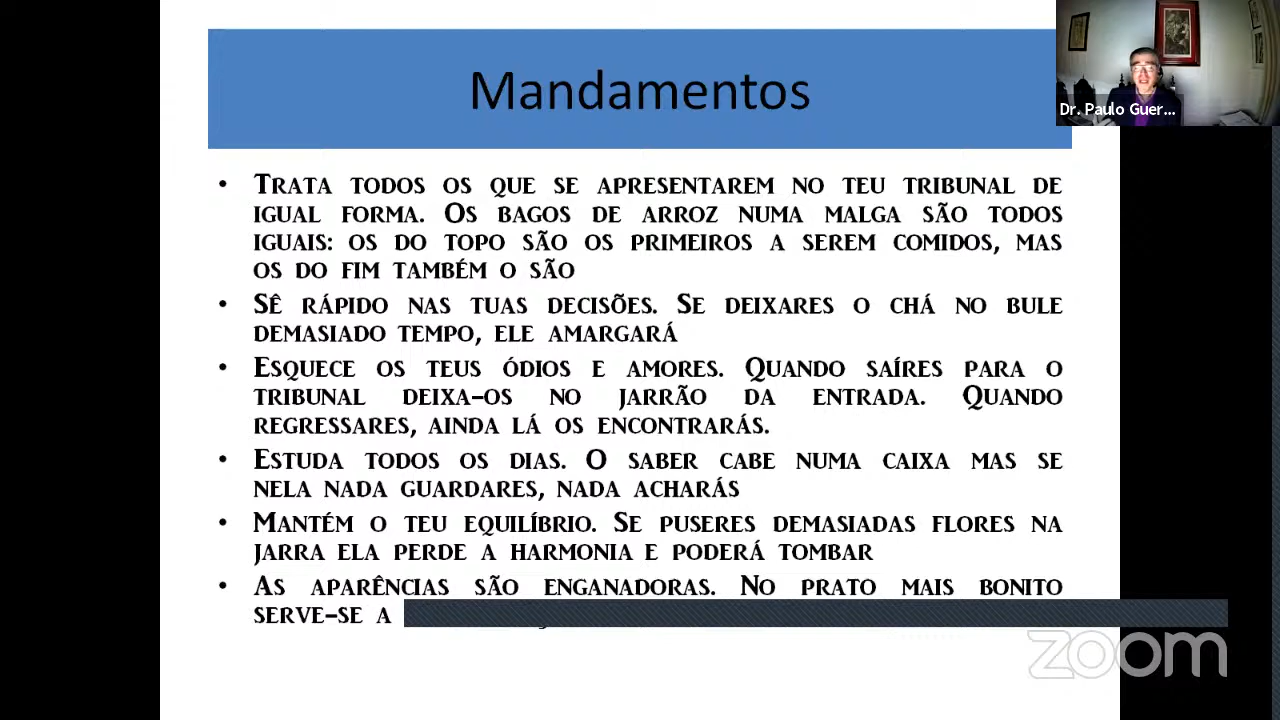 Mandamentos
Dr. Paulo Guer...
• TRATA TODOS OS QUE SE APRESENTAREM NO TEU TRIBUNAL DE
IGUAL FORMA. OS BAGOS DE ARROZ NUMA MALGA SÃO TODOS
IGUAIS: OS DO TOPO SÃO OS PRIMEIROS A SEREM COMIDOS, MAS
OS DO FIM TAMBÉM O SÃO
• SÊ RÁPIDO NAS TUAS DECISÕES. SE DEIXARES O CHÁ NO BULE
DEMASIADO TEMPO, ELE AMARGARÁ
• ESQUECE OS TEUS ÓDIOS E AMORES. QUANDO SAÍRES PARA O
TRIBUNAL DEIXA-OS NO JARRÃO DA ENTRADA. QUANDO
REGRESSARES, AINDA LÁ OS ENCONTRARÁS.
• ESTUDA TODOS OS DIAS. O SABER CABE NUMA CAIXA MAS SE
NELA NADA GUARDARES, NADA ACHARÁS
• MANTÉM O TEU EQUILÍBRIO. SE PUSERES DEMASIADAS FLORES NA
JARRA ELA PERDE A HARMONIA E PODERÁ TOMBAR
• AS APARÊNCIAS SÃO ENGANADORAS. NO PRATO MAIS BONITO
SERVE-SE A
zoom